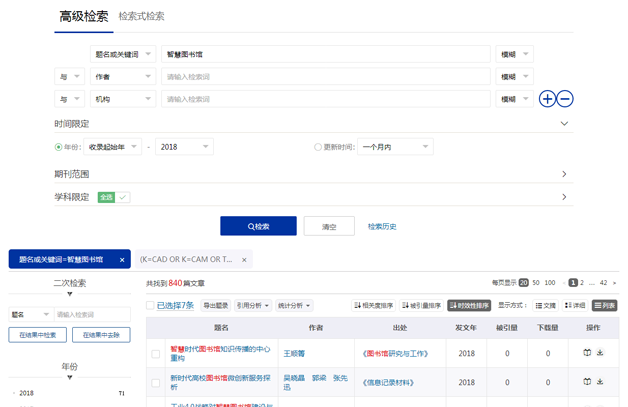 高级检索 检索式检索
题名或关键词 智慧图书馆 模糊
与 作者 请输入检索词 模糊
与 机构 请输入检索词 模糊
时间限定
年份： 收录起始年 - 2018 更新时间： 一个月内
期刊范围
学科限定 全选
检索 清空 检索历史
题名或关键词=智慧图书馆 × (K=CAD OR K=CAM OR T... ×
二次检索
共找到840篇文章 每页显示 20 50 100 1 2 ... 42 >
已选择7条 导出题录 引用分析 统计分析 相关度排序 被引量排序 时效性排序 显示方式： 文摘 详细 列表
题名 请输入检索词
在结果中检索 在结果中去除
题名 作者 出处 发文年 被引量 下载量 操作
智慧时代图书馆知识传播的中心重构 王顺箐 《图书馆研究与工作》 2018 0 0
年份
新时代高校图书馆微创新服务探析 吴晓晶 郭梁 张先迅 《信息记录材料》 2018 0 0
2018